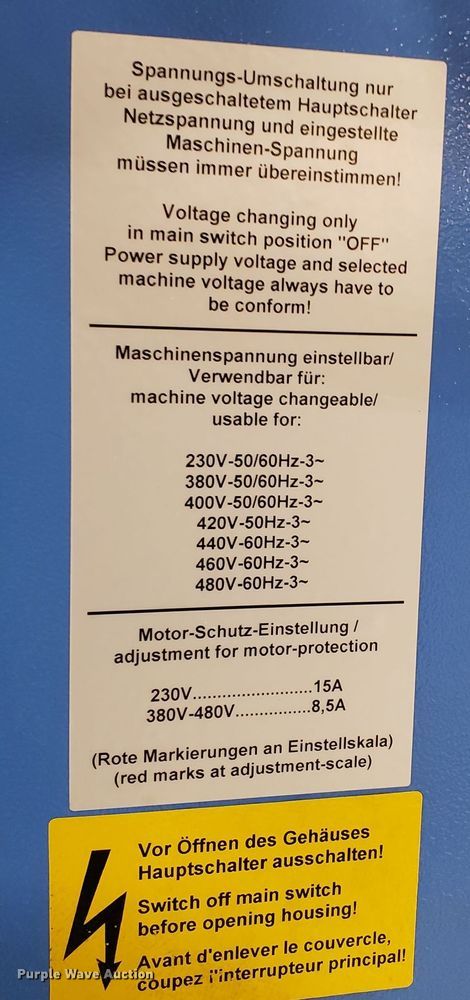 Spannungs-Umschaltung nur
bei ausgeschaltetem Hauptschalter
Netzspannung und eingestellte
Maschinen-Spannung
müssen immer übereinstimmen!
Voltage changing only
in main switch position "OFF"
Power supply voltage and selected
machine voltage always have to
be conform!
Maschinenspannung einstellbar/
Verwendbar für:
machine voltage changeable/
usable for:
230V-50/60Hz-3~
380V-50/60Hz-3~
400V-50/60Hz-3~
420V-50Hz-3~
440V-60Hz-3~
460V-60Hz-3~
480V-60Hz-3~
Motor-Schutz-Einstellung /
adjustment for motor-protection
230V.........................15A
380V-480V................8,5A
(Rote Markierungen an Einstellskala)
(red marks at adjustment-scale)
Vor Öffnen des Gehäuses
Hauptschalter ausschalten!
Switch off main switch
before opening housing!
Avant d'enlever le couvercle,
coupez l'interrupteur principal!
Purple Wave Auction